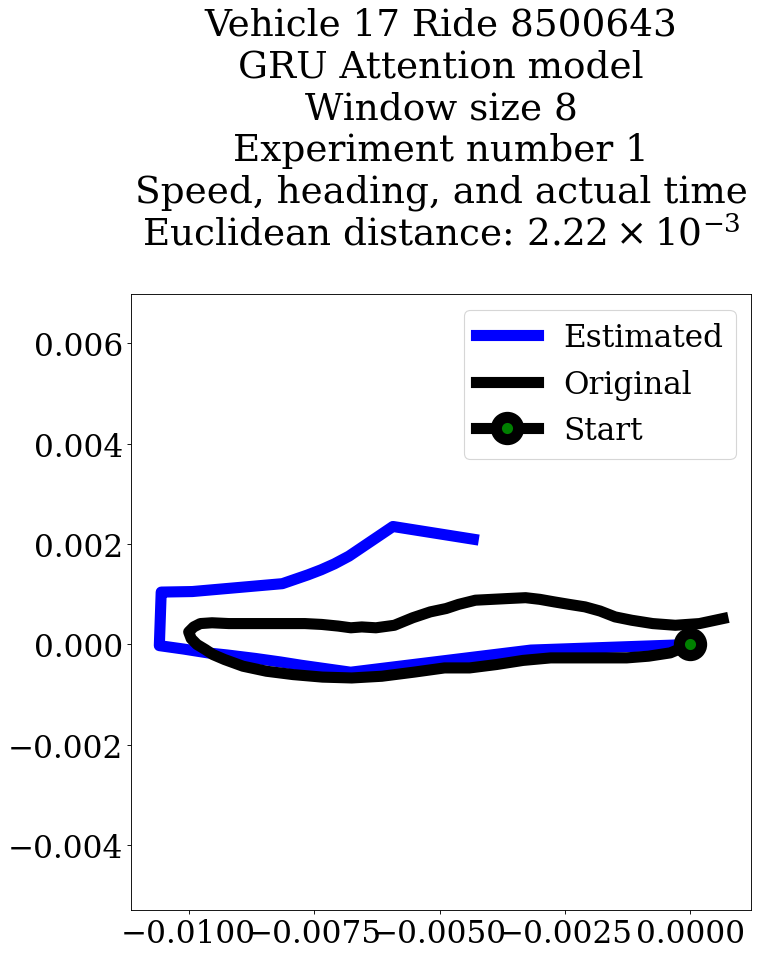 Vehicle 17 Ride 8500643
GRU Attention model
Window size 8
Experiment number 1
Speed, heading, and actual time
Euclidean distance: 2.22 × 10⁻³
Estimated
Original
Start
0.006
0.004
0.002
0.000
−0.002
−0.004
−0.0100 −0.0075 −0.0050 −0.0025 0.0000